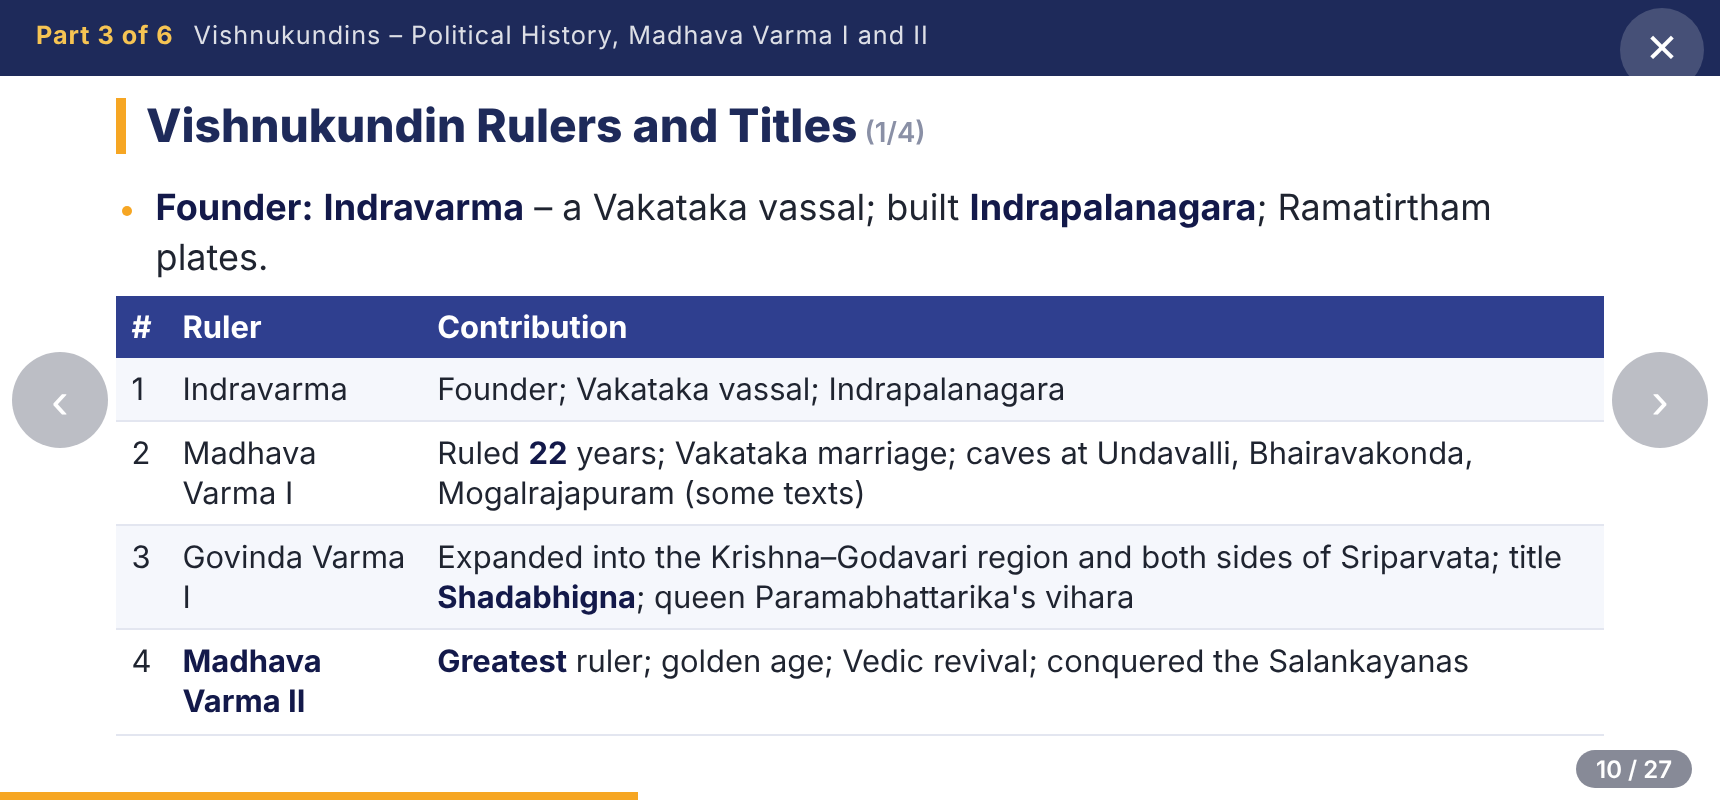 Part 3 of 6 Vishnukundins – Political History, Madhava Varma I and II
✕
Vishnukundin Rulers and Titles (1/4)
• Founder: Indravarma – a Vakataka vassal; built Indrapalanagara; Ramatirtham
plates.
# Ruler Contribution
1 Indravarma Founder; Vakataka vassal; Indrapalanagara
2 Madhava Ruled 22 years; Vakataka marriage; caves at Undavalli, Bhairavakonda,
Varma I Mogalrajapuram (some texts)
3 Govinda Varma Expanded into the Krishna–Godavari region and both sides of Sriparvata; title
I Shadabhigna; queen Paramabhattarika's vihara
4 Madhava Greatest ruler; golden age; Vedic revival; conquered the Salankayanas
Varma II
‹ ›
10 / 27